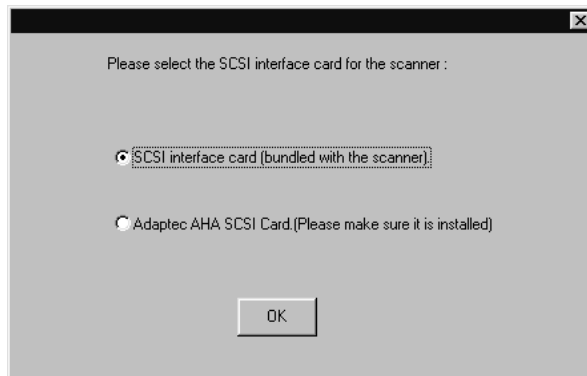 Please select the SCSI interface card for the scanner :
SCSI interface card (bundled with the scanner).
Adaptec AHA SCSI Card.(Please make sure it is installed)
OK